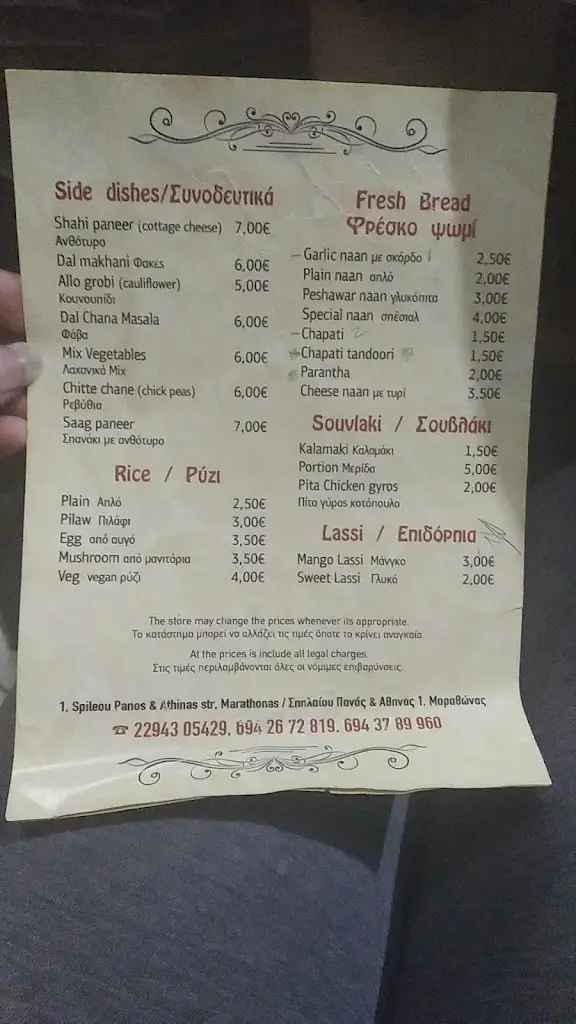 Side dishes/Συνοδευτικά
Shahi paneer (cottage cheese) 7,00€
Ανθότυρο
Dal makhani Φακές 6,00€
Allo grobi (cauliflower) 5,00€
Κουνουπίδι
Dal Chana Masala 6,00€
Φάβα
Mix Vegetables 6,00€
Λαχανικά Mix
Chitte chane (chick peas) 6,00€
Ρεβύθια
Saag paneer 7,00€
Σπανάκι με ανθότυρο
Rice / Ρύζι
Plain Απλό 2,50€
Pilaw Πιλάφι 3,00€
Egg από αυγό 3,50€
Mushroom από μανιτάρια 3,50€
Veg vegan ρύζι 4,00€
Fresh Bread
Φρέσκο ψωμί
Garlic naan με σκόρδο 2,50€
Plain naan απλό 2,00€
Peshawar naan γλυκόπιτα 3,00€
Special naan σπέσιαλ 4,00€
Chapati 1,50€
Chapati tandoori 1,50€
Parantha 2,00€
Cheese naan με τυρί 3,50€
Souvlaki / Σουβλάκι
Kalamaki Καλαμάκι 1,50€
Portion Μερίδα 5,00€
Pita Chicken gyros 2,00€
Πίτα γύρος κοτόπουλο
Lassi / Επιδόρπια
Mango Lassi Μάνγκο 3,00€
Sweet Lassi Γλυκό 2,00€
The store may change the prices whenever its appropriate.
Το κατάστημα μπορεί να αλλάζει τις τιμές όποτε το κρίνει αναγκαίο.
At the prices is include all legal charges.
Στις τιμές περιλαμβάνονται όλες οι νόμιμες επιβαρύνσεις.
1, Spileou Panos & Athinas str, Marathonas / Σπηλαίου Πανός & Αθηνάς 1, Μαραθώνας
☎ 22943 05429, 694 26 72 819, 694 37 89 960